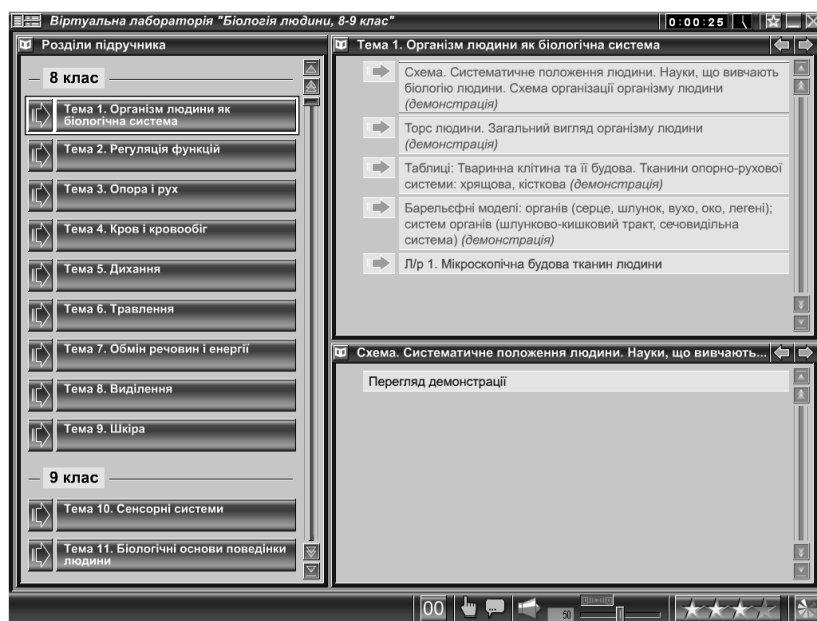 Віртуальна лабораторія "Біологія людини, 8-9 клас"
0:00:25
Розділи підручника
8 клас
Тема 1. Організм людини як
біологічна система
Тема 2. Регуляція функцій
Тема 3. Опора і рух
Тема 4. Кров і кровообіг
Тема 5. Дихання
Тема 6. Травлення
Тема 7. Обмін речовин і енергії
Тема 8. Виділення
Тема 9. Шкіра
9 клас
Тема 10. Сенсорні системи
Тема 11. Біологічні основи поведінки
людини
Тема 1. Організм людини як біологічна система
Схема. Систематичне положення людини. Науки, що вивчають
біологію людини. Схема організації організму людини
(демонстрація)
Торс людини. Загальний вигляд організму людини
(демонстрація)
Таблиці: Тваринна клітина та її будова. Тканини опорно-рухової
системи: хрящова, кісткова (демонстрація)
Барельєфні моделі: органів (серце, шлунок, вухо, око, легені);
систем органів (шлунково-кишковий тракт, сечовидільна
система) (демонстрація)
Л/р 1. Мікроскопічна будова тканин людини
Схема. Систематичне положення людини. Науки, що вивчають...
Перегляд демонстрації
00
50